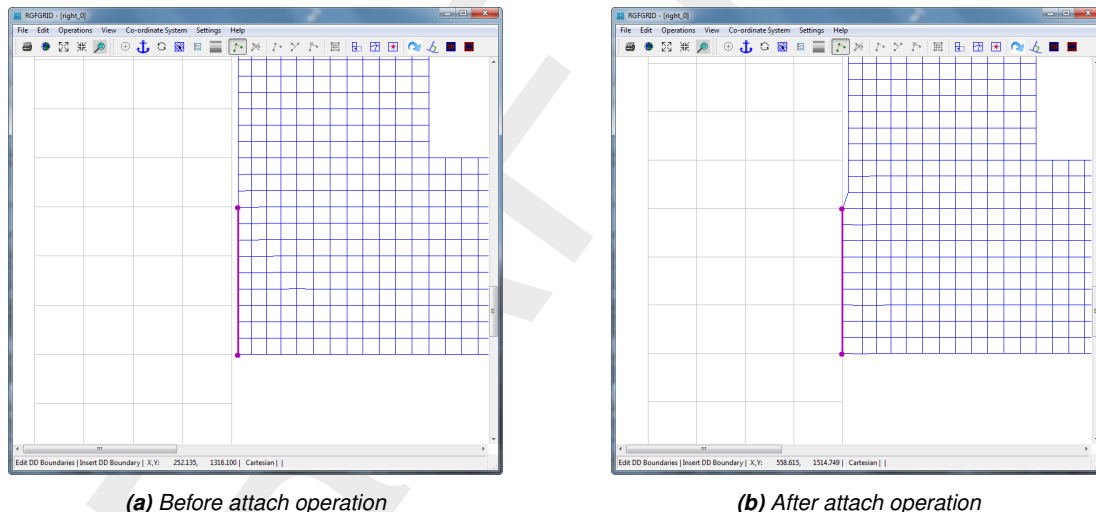 RGFGRID - [right_0]
File Edit Operations View Co-ordinate System Settings Help
Edit DD Boundaries | Insert DD Boundary | X,Y: 252.135, 1316.100 | Cartesian | |
(a) Before attach operation
RGFGRID - [right_0]
File Edit Operations View Co-ordinate System Settings Help
Edit DD Boundaries | Insert DD Boundary | X,Y: 558.615, 1514.749 | Cartesian | |
(b) After attach operation